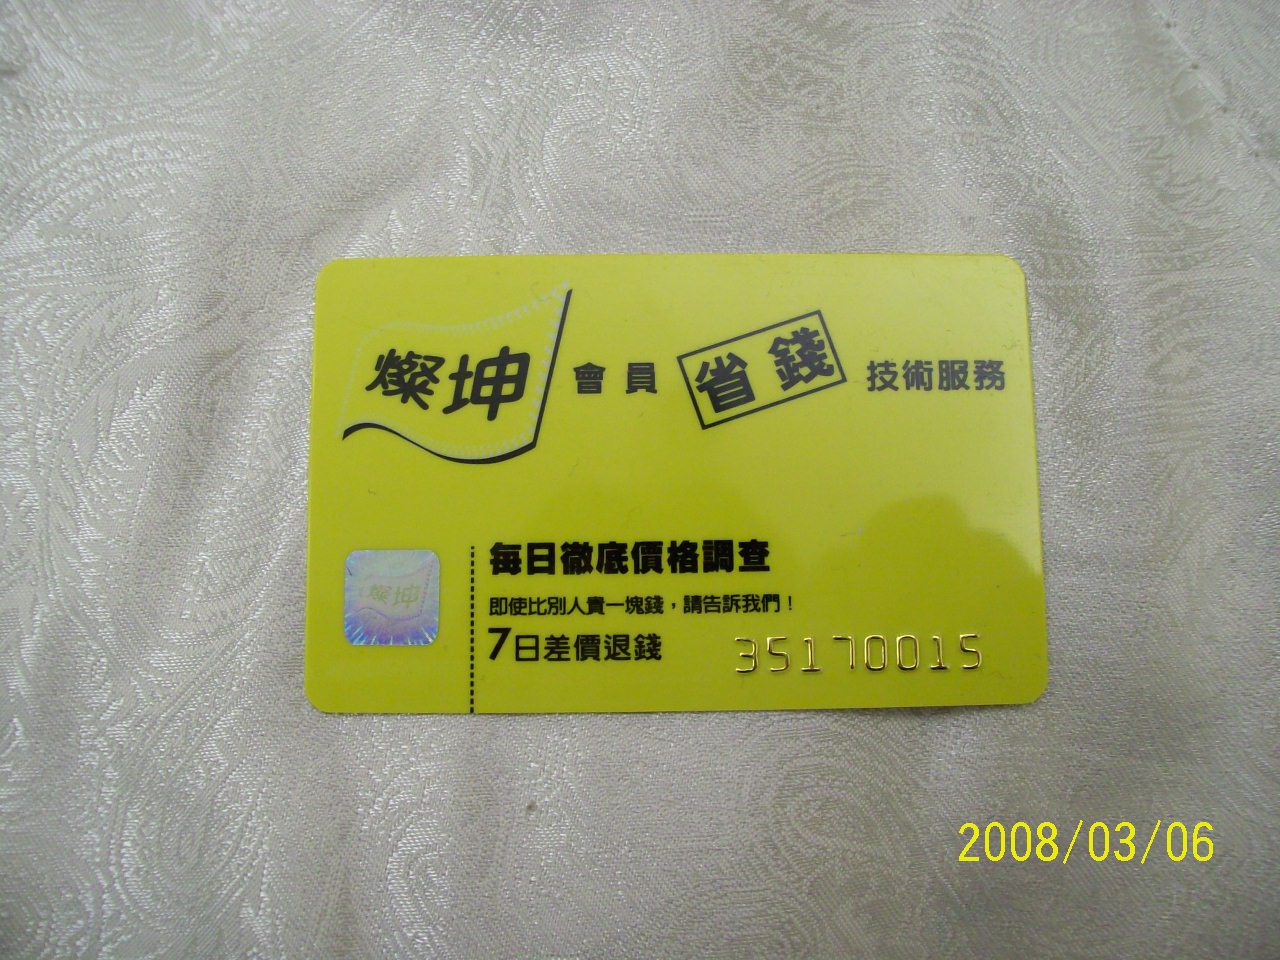 燦坤 會員 省錢 技術服務
燦坤
每日徹底價格調查
即使比別人貴一塊錢，請告訴我們！
7日差價退錢
35170015
2008/03/06